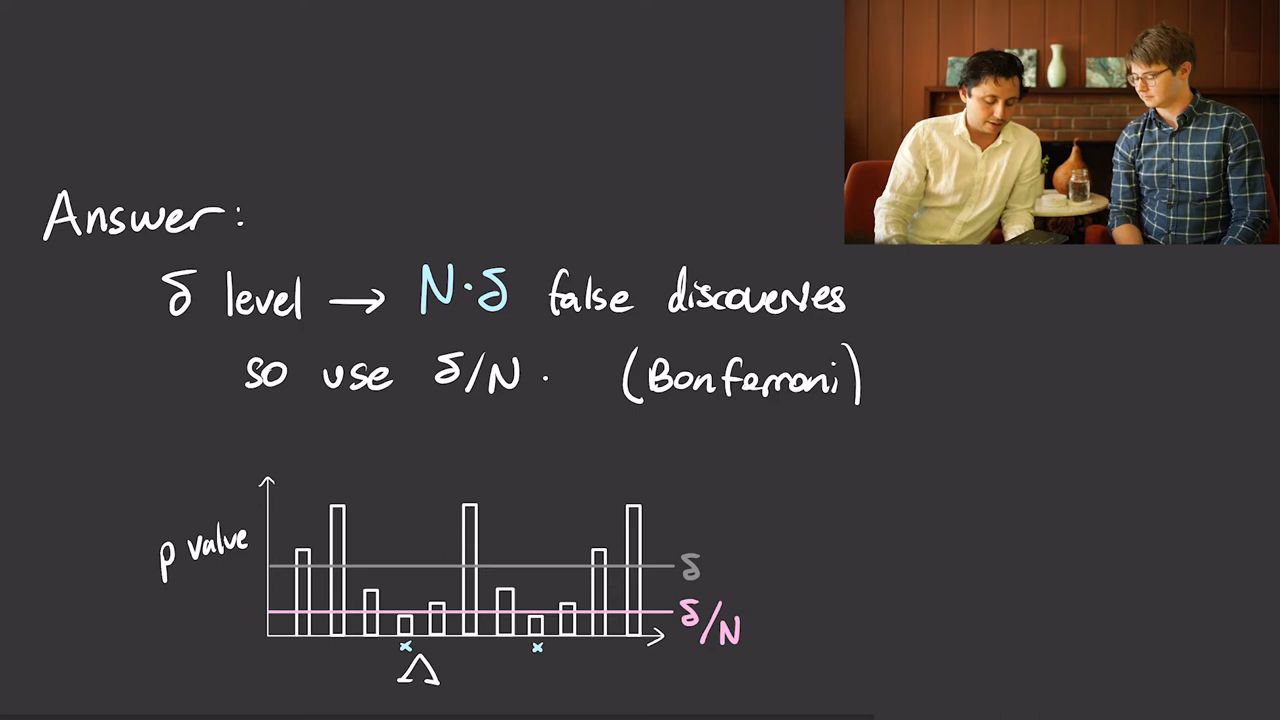 Answer:
δ level → N·δ false discoveries
so use δ/N. (Bonferroni)
p value
δ
δ/N
x x
Λ